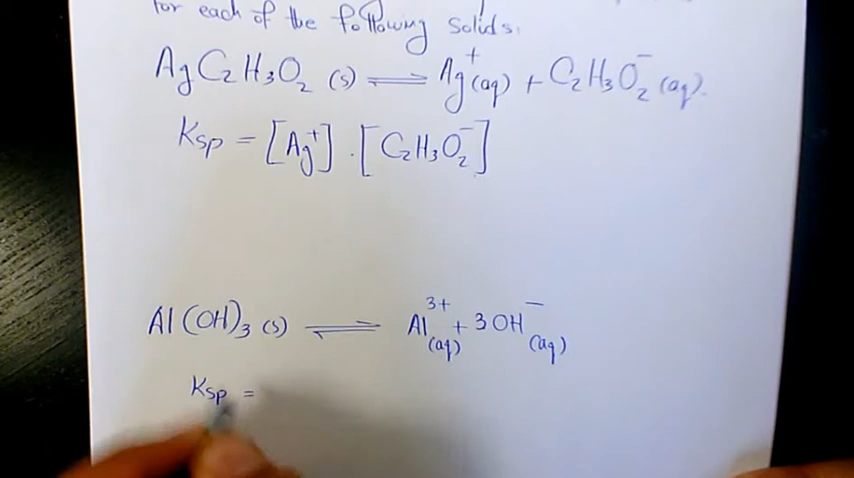 for each of the following solids.
AgC₂H₃O₂ (s) ⇌ Ag⁺(aq) + C₂H₃O₂⁻(aq).
Ksp = [Ag⁺] . [C₂H₃O₂⁻]
Al(OH)₃ (s) ⇌ Al³⁺(aq) + 3OH⁻(aq)
Ksp =